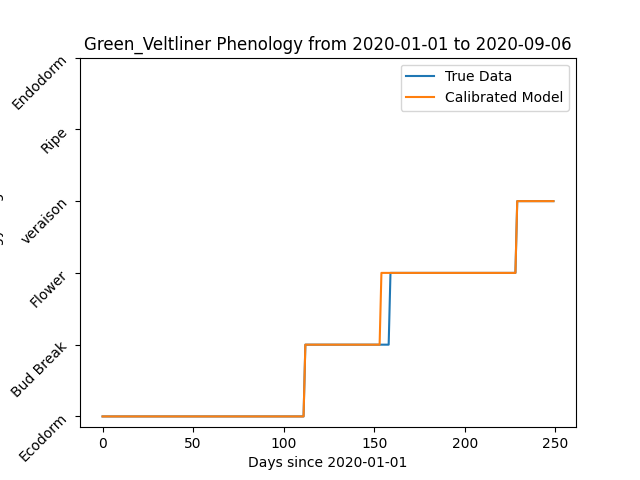 Green_Veltliner Phenology from 2020-01-01 to 2020-09-06
True Data
Calibrated Model
Endodorm
Ripe
veraison
Flower
Bud Break
Ecodorm
0 50 100 150 200 250
Days since 2020-01-01